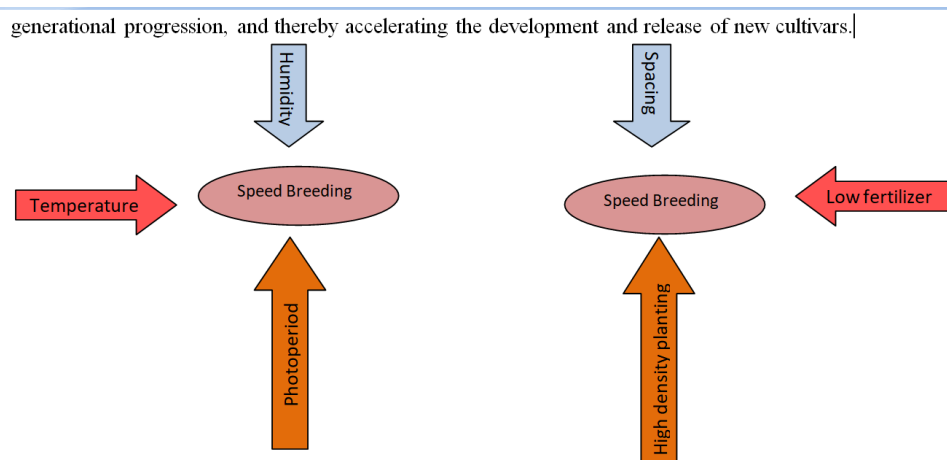 generational progression, and thereby accelerating the development and release of new cultivars.
Humidity
Spacing
Temperature
Speed Breeding
Speed Breeding
Low fertilizer
Photoperiod
High density planting